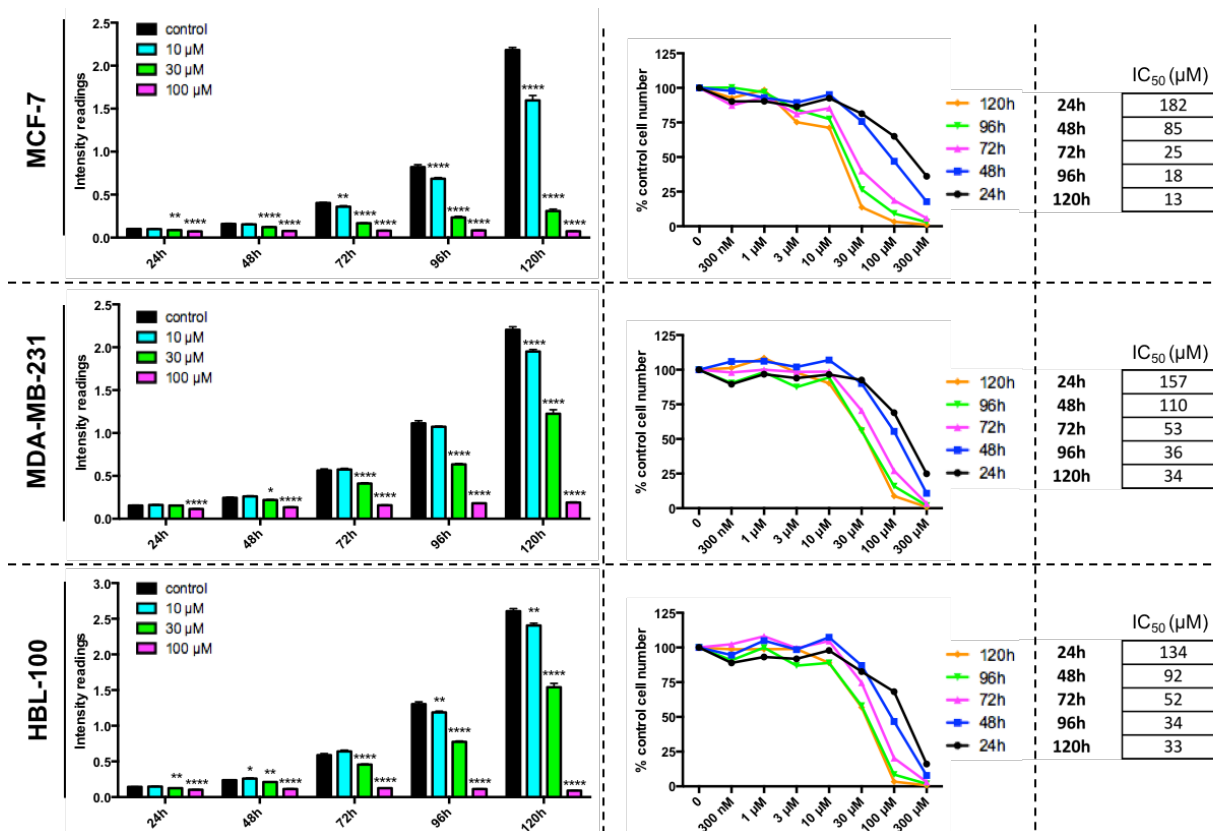 MCF-7
Intensity readings
2.5
2.0
1.5
1.0
0.5
0.0
control
10 µM
30 µM
100 µM
** ****
**** ****
** **** ****
**** **** ****
**** **** ****
24h
48h
72h
96h
120h
% control cell number
125
100
75
50
25
0
0
300 nM
1 µM
3 µM
10 µM
30 µM
100 µM
300 µM
120h
96h
72h
48h
24h
IC50 (µM)
24h 182
48h 85
72h 25
96h 18
120h 13
MDA-MB-231
Intensity readings
2.5
2.0
1.5
1.0
0.5
0.0
control
10 µM
30 µM
100 µM
****
* ****
**** ****
**** ****
**** **** ****
24h
48h
72h
96h
120h
% control cell number
125
100
75
50
25
0
0
300 nM
1 µM
3 µM
10 µM
30 µM
100 µM
300 µM
120h
96h
72h
48h
24h
IC50 (µM)
24h 157
48h 110
72h 53
96h 36
120h 34
HBL-100
Intensity readings
3.0
2.5
2.0
1.5
1.0
0.5
0.0
control
10 µM
30 µM
100 µM
** ****
* ** ****
**** ****
** **** ****
** **** ****
24h
48h
72h
96h
120h
% control cell number
125
100
75
50
25
0
0
300 nM
1 µM
3 µM
10 µM
30 µM
100 µM
300 µM
120h
96h
72h
48h
24h
IC50 (µM)
24h 134
48h 92
72h 52
96h 34
120h 33